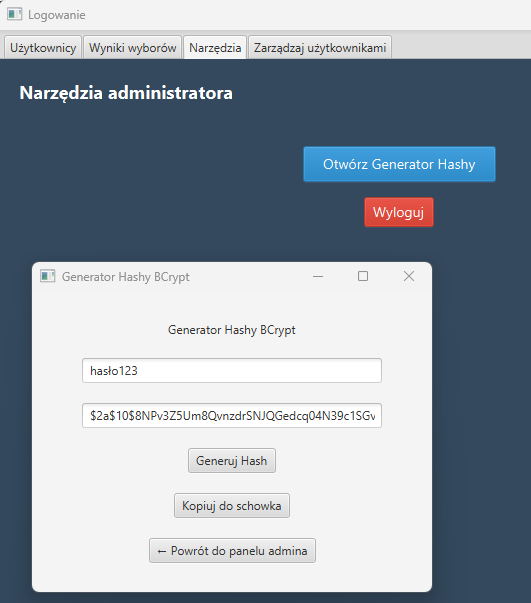 Logowanie
Użytkownicy Wyniki wyborów Narzędzia Zarządzaj użytkownikami
Narzędzia administratora
Otwórz Generator Hashy
Wyloguj
Generator Hashy BCrypt
Generator Hashy BCrypt
hasło123
$2a$10$8NPv3Z5Um8QvnzdrSNJQGedcq04N39c1SGv
Generuj Hash
Kopiuj do schowka
← Powrót do panelu admina